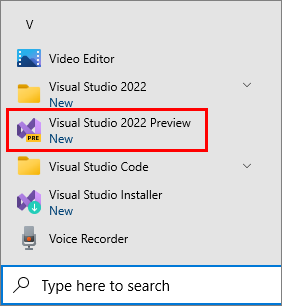 V
Video Editor
Visual Studio 2022
New
Visual Studio 2022 Preview
PRE
New
Visual Studio Code
Visual Studio Installer
New
Voice Recorder
Type here to search